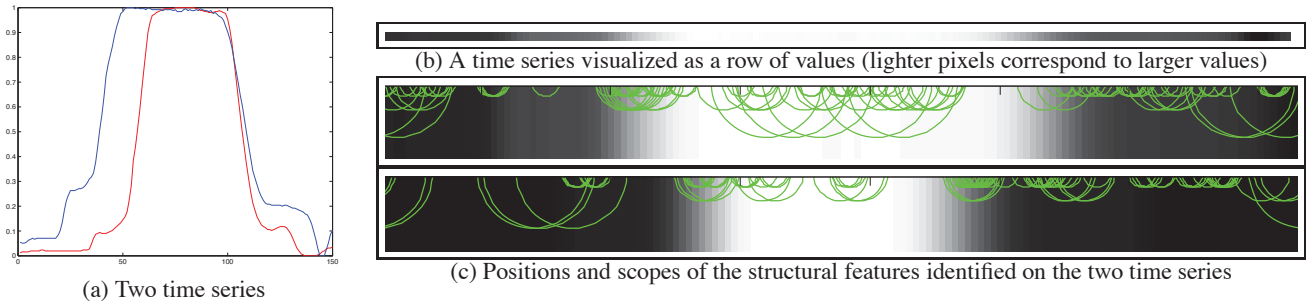 1
0.9
0.8
0.7
0.6
0.5
0.4
0.3
0.2
0.1
0
0 50 100 150
(a) Two time series
(b) A time series visualized as a row of values (lighter pixels correspond to larger values)
(c) Positions and scopes of the structural features identified on the two time series